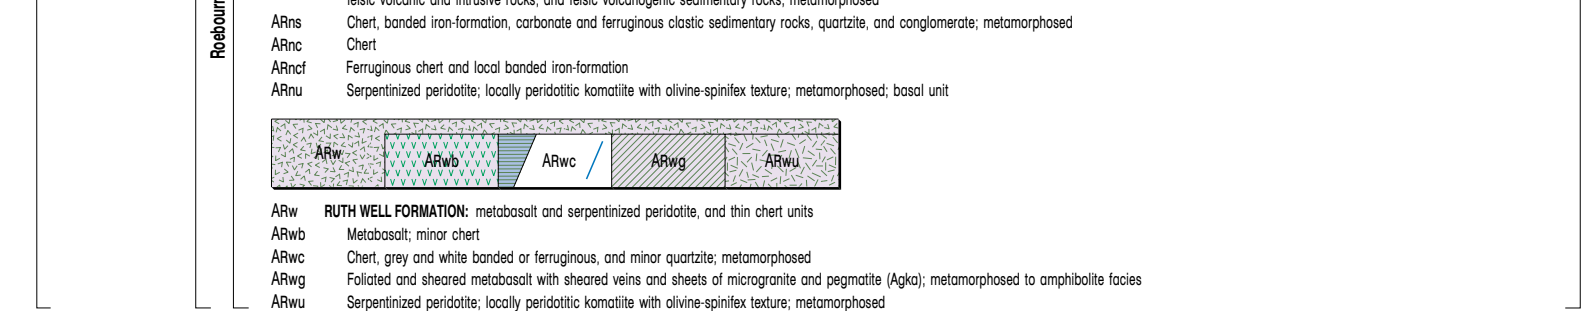 felsic volcanic and intrusive rocks, and felsic volcanogenic sedimentary rocks; metamorphosed
ARns Chert, banded iron-formation, carbonate and ferruginous clastic sedimentary rocks, quartzite, and conglomerate; metamorphosed
ARnc Chert
ARncf Ferruginous chert and local banded iron-formation
ARnu Serpentinized peridotite; locally peridotitic komatiite with olivine-spinifex texture; metamorphosed; basal unit
ARw ARwb ARwc ARwg ARwu
ARw RUTH WELL FORMATION: metabasalt and serpentinized peridotite, and thin chert units
ARwb Metabasalt; minor chert
ARwc Chert, grey and white banded or ferruginous, and minor quartzite; metamorphosed
ARwg Foliated and sheared metabasalt with sheared veins and sheets of microgranite and pegmatite (Agka); metamorphosed to amphibolite facies
ARwu Serpentinized peridotite; locally peridotitic komatiite with olivine-spinifex texture; metamorphosed